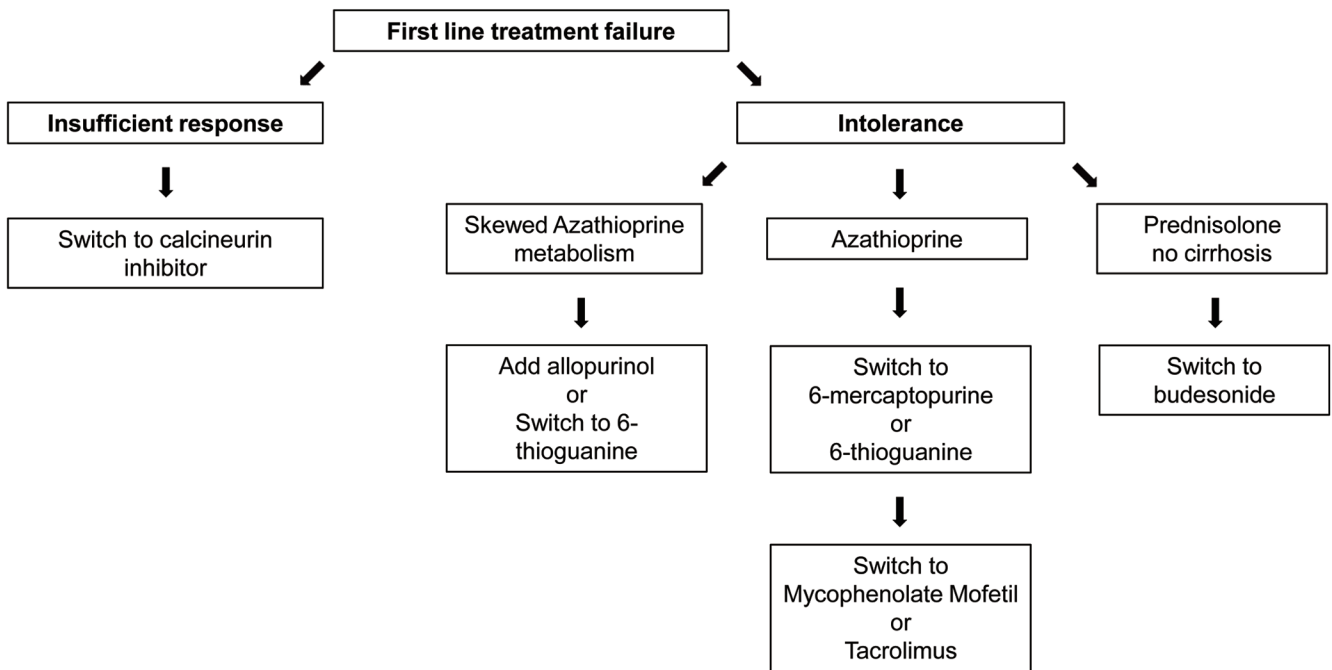 First line treatment failure
Insufficient response
Intolerance
Switch to calcineurin
inhibitor
Skewed Azathioprine
metabolism
Azathioprine
Prednisolone
no cirrhosis
Add allopurinol
or
Switch to 6-
thioguanine
Switch to
6-mercaptopurine
or
6-thioguanine
Switch to
budesonide
Switch to
Mycophenolate Mofetil
or
Tacrolimus